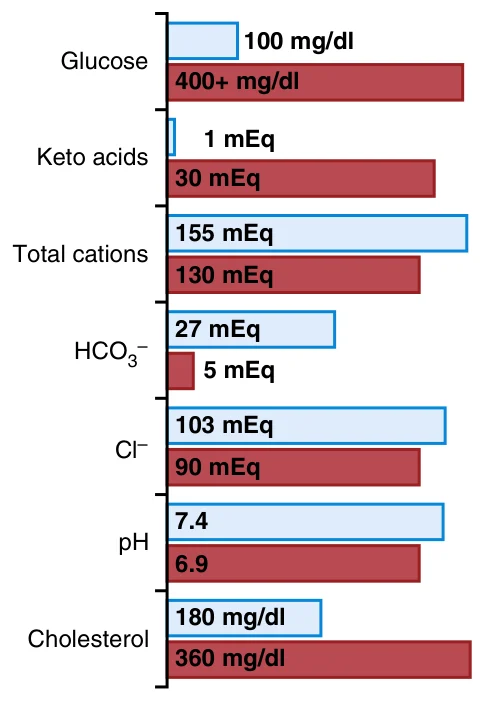 Glucose
100 mg/dl
400+ mg/dl
Keto acids
1 mEq
30 mEq
Total cations
155 mEq
130 mEq
HCO₃⁻
27 mEq
5 mEq
Cl⁻
103 mEq
90 mEq
pH
7.4
6.9
Cholesterol
180 mg/dl
360 mg/dl